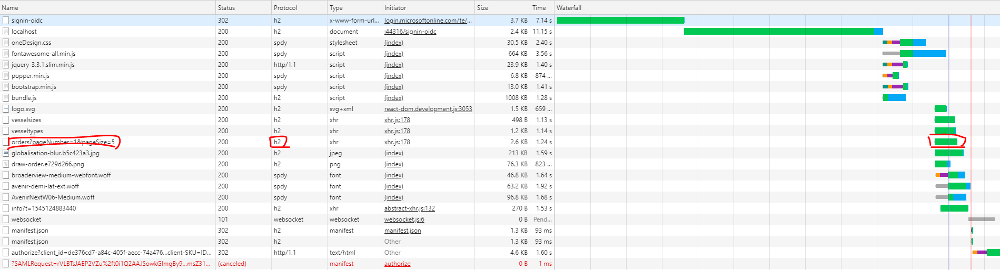 Name Status Protocol Type Initiator Size Time Waterfall
signin-oidc 302 h2 x-www-form-url... login.microsoftonline.com/te/... 3.7 KB 7.14 s
localhost 200 h2 document :44316/signin-oidc 2.4 KB 11.15 s
oneDesign.css 200 spdy stylesheet (index) 30.5 KB 2.40 s
fontawesome-all.min.js 200 spdy script (index) 664 KB 3.56 s
jquery-3.3.1.slim.min.js 200 http/1.1 script (index) 23.9 KB 1.40 s
popper.min.js 200 spdy script (index) 6.8 KB 874 ...
bootstrap.min.js 200 spdy script (index) 13.0 KB 1.41 s
bundle.js 200 h2 script (index) 1008 KB 1.28 s
logo.svg 200 h2 svg+xml react-dom.development.js:3053 1.5 KB 659 ...
vesselsizes 200 h2 xhr xhr.js:178 498 B 1.13 s
vesseltypes 200 h2 xhr xhr.js:178 1.2 KB 1.14 s
orders?pageNumber=1&pageSize=5 200 h2 xhr xhr.js:178 2.6 KB 1.24 s
globalisation-blur.b5c423a3.jpg 200 h2 jpeg (index) 213 KB 1.59 s
draw-order.e729d266.png 200 h2 png (index) 76.3 KB 823 ...
broaderview-medium-webfont.woff 200 spdy font (index) 46.8 KB 1.64 s
avenir-demi-lat-ext.woff 200 spdy font (index) 63.2 KB 1.92 s
AvenirNextW06-Medium.woff 200 spdy font (index) 96.8 KB 1.68 s
info?t=1545124883440 200 h2 xhr abstract-xhr.js:132 270 B 1.53 s
websocket 101 websocket websocket websocket.js:6 0 B Pend...
manifest.json 302 h2 manifest manifest.json 1.3 KB 93 ms
manifest.json 302 h2 Other 1.3 KB 93 ms
authorize?client_id=de376cd7-a84c-405f-aecc-74a476...client-SKU=ID... 302 http/1.1 text/html Other 4.6 KB 1.60 s
?SAMLRequest=rVLBTsJAEP2VZu%2ft0i1Q2AAJSowkGImgBy9...msZ31... (canceled) manifest authorize 0 B 1 ms